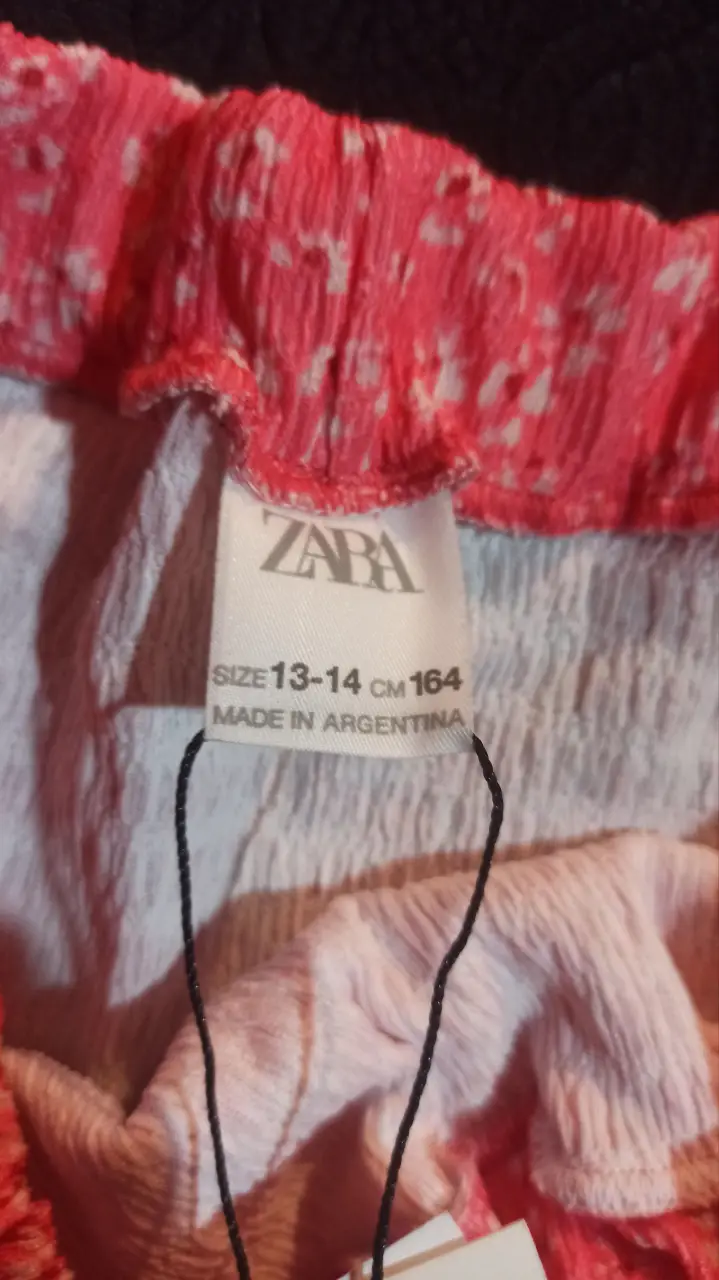 ZARA
SIZE 13-14 CM 164
MADE IN ARGENTINA